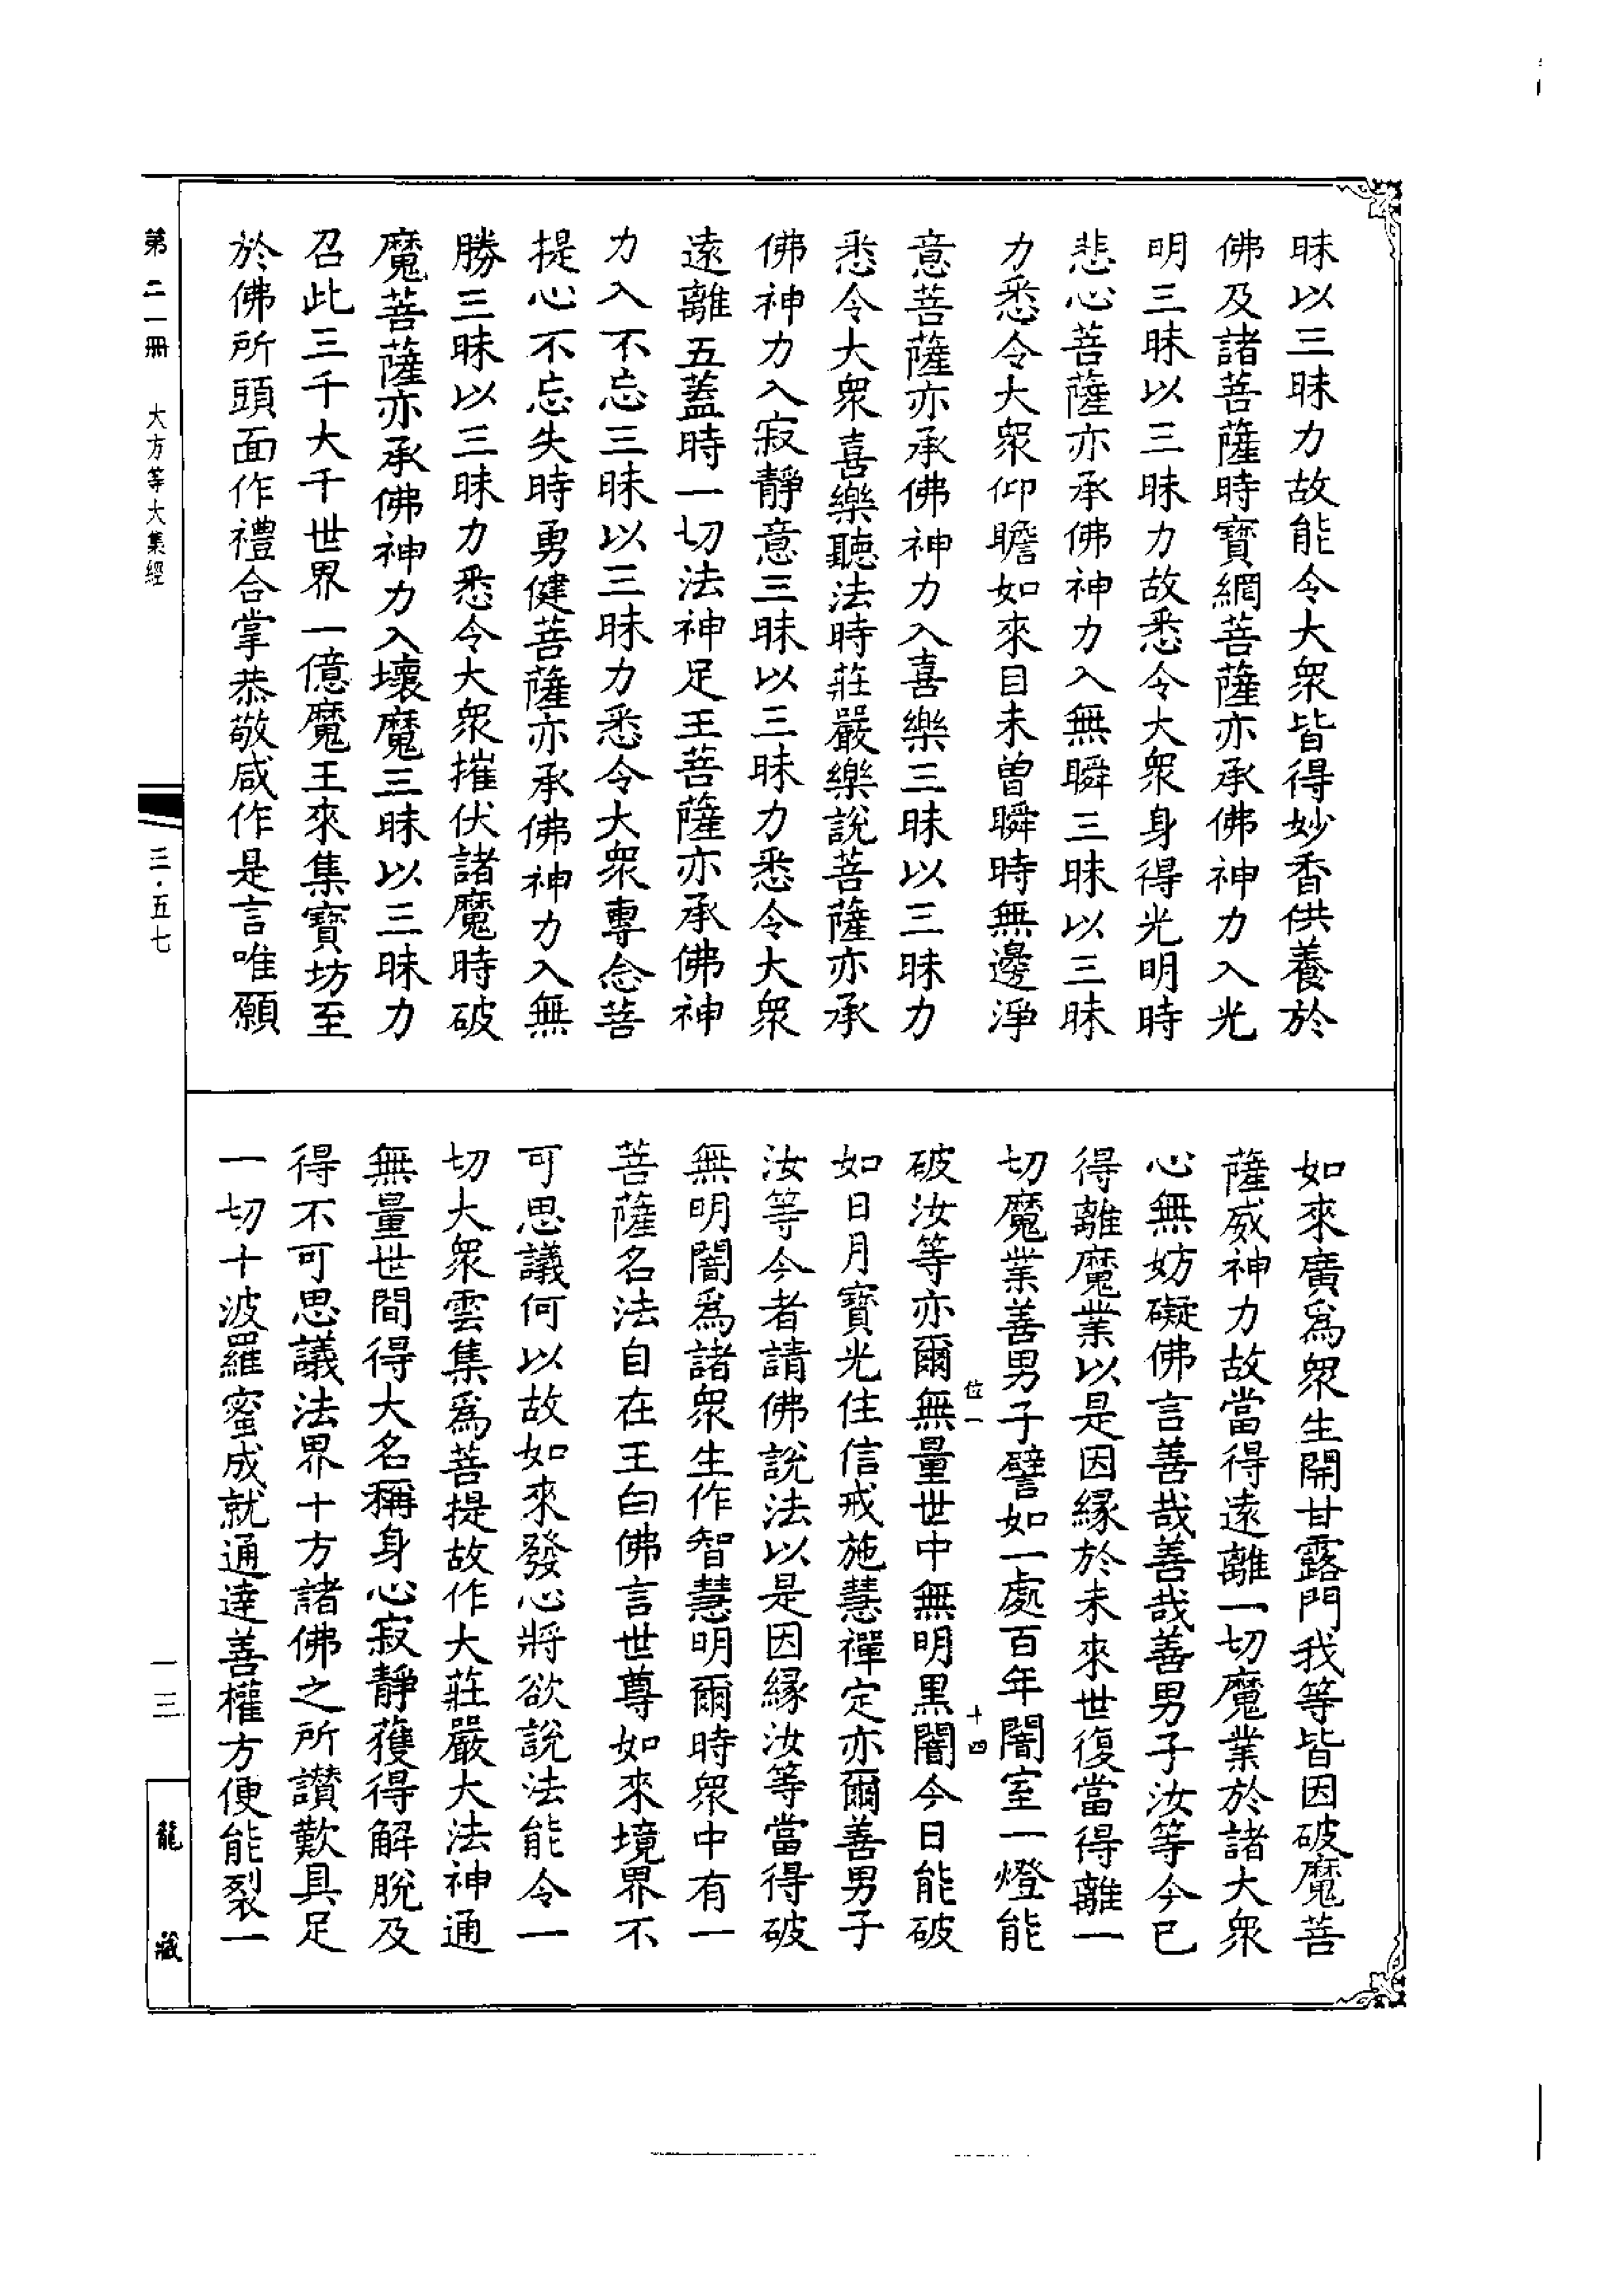 昧以三昧力故能令大衆皆得妙香供養於
佛及諸菩薩時寶網菩薩亦承佛神力入光
明三昧以三昧力故悉令大衆身得光明時
悲心菩薩亦承佛神力入無瞬三昧以三昧
力悉令大衆仰瞻如來目未曾瞬時無邊淨
意菩薩亦承佛神力入喜樂三昧以三昧力
悉令大衆喜樂聽法時莊嚴樂說菩薩亦承
佛神力入寂靜意三昧以三昧力悉令大衆
遠離五蓋時一切法神足王菩薩亦承佛神
力入不忘三昧以三昧力悉令大衆專念菩
提心不忘失時勇健菩薩亦承佛神力入無
勝三昧以三昧力悉令大衆摧伏諸魔時破
魔菩薩亦承佛神力入壞魔三昧以三昧力
召此三千大千世界一億魔王來集寶坊至
於佛所頭面作禮合掌恭敬咸作是言唯願
如來廣爲衆生開甘露門我等皆因破魔菩
薩威神力故當得遠離一切魔業於諸大衆
心無妨礙佛言善哉善哉善男子汝等今已
得離魔業以是因緣於未來世復當得離一
切魔業善男子譬如一處百年闇室一燈能
位一 十四
破汝等亦爾無量世中無明黑闇今日能破
如日月寶光住信戒施慧禪定亦爾善男子
汝等今者請佛說法以是因緣汝等當得破
無明闇爲諸衆生作智慧明爾時衆中有一
菩薩名法自在王白佛言世尊如來境界不
可思議何以故如來發心將欲說法能令一
切大衆雲集爲菩提故作大莊嚴大法神通
無量世間得大名稱身心寂靜獲得解脫及
得不可思議法界十方諸佛之所讚歎具足
一切十波羅蜜成就通達善權方便能裂一
第二一冊 大方等大集經
三·五七
一三
龍藏